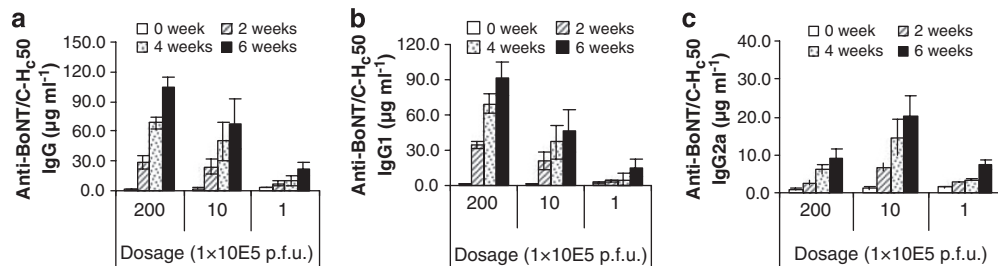 a
0 week 2 weeks
4 weeks 6 weeks
Anti-BoNT/C-Hc50
IgG (µg ml-1)
150.0
120.0
90.0
60.0
30.0
0.0
200 10 1
Dosage (1×10E5 p.f.u.)
b
0 week 2 weeks
4 weeks 6 weeks
Anti-BoNT/C-Hc50
IgG1 (µg ml-1)
120.0
90.0
60.0
30.0
0.0
200 10 1
Dosage (1×10E5 p.f.u.)
c
0 week 2 weeks
4 weeks 6 weeks
Anti-BoNT/C-Hc50
IgG2a (µg ml-1)
40.0
30.0
20.0
10.0
0.0
200 10 1
Dosage (1×10E5 p.f.u.)